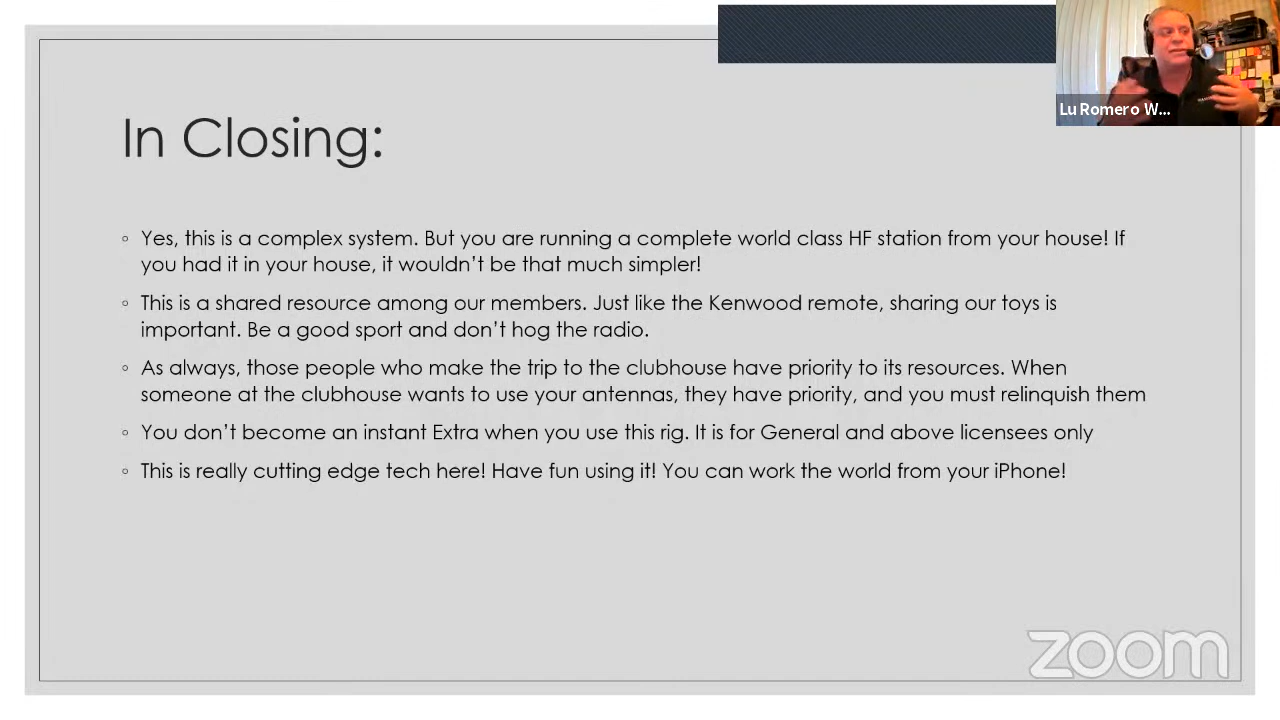 Lu Romero W...
In Closing:
◦ Yes, this is a complex system. But you are running a complete world class HF station from your house! If
you had it in your house, it wouldn't be that much simpler!
◦ This is a shared resource among our members. Just like the Kenwood remote, sharing our toys is
important. Be a good sport and don't hog the radio.
◦ As always, those people who make the trip to the clubhouse have priority to its resources. When
someone at the clubhouse wants to use your antennas, they have priority, and you must relinquish them
◦ You don't become an instant Extra when you use this rig. It is for General and above licensees only
◦ This is really cutting edge tech here! Have fun using it! You can work the world from your iPhone!
zoom